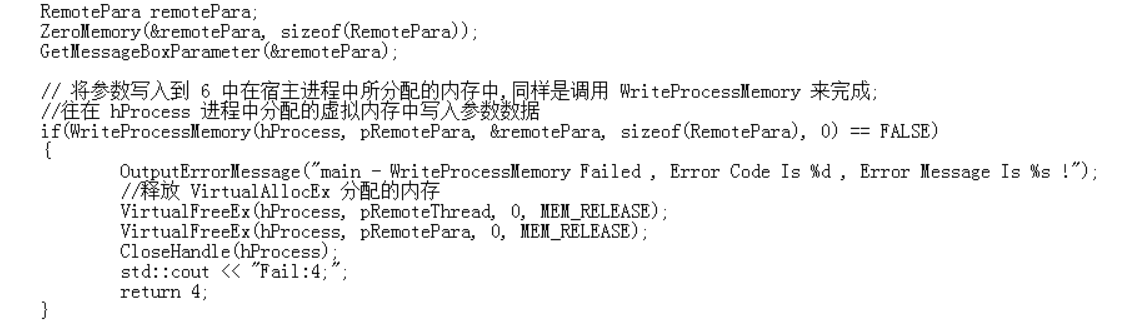 RemotePara remotePara;
ZeroMemory(&remotePara, sizeof(RemotePara));
GetMessageBoxParameter(&remotePara);
// 将参数写入到 6 中在宿主进程中所分配的内存中,同样是调用 WriteProcessMemory 来完成;
//往在 hProcess 进程中分配的虚拟内存中写入参数数据
if(WriteProcessMemory(hProcess, pRemotePara, &remotePara, sizeof(RemotePara), 0) == FALSE)
{
OutputErrorMessage("main - WriteProcessMemory Failed , Error Code Is %d , Error Message Is %s !");
//释放 VirtualAllocEx 分配的内存
VirtualFreeEx(hProcess, pRemoteThread, 0, MEM_RELEASE);
VirtualFreeEx(hProcess, pRemotePara, 0, MEM_RELEASE);
CloseHandle(hProcess);
std::cout << "Fail:4;";
return 4;
}